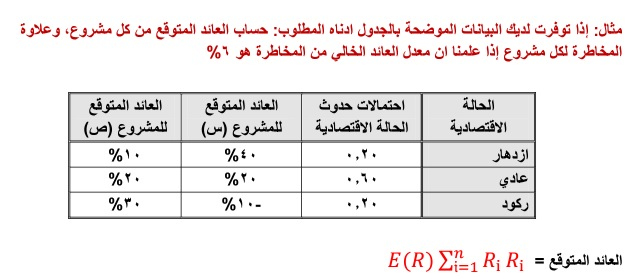 مثال: إذا توفرت لديك البيانات الموضحة بالجدول ادناه المطلوب: حساب العائد المتوقع من كل مشروع، وعلاوة
المخاطرة لكل مشروع إذا علمنا ان معدل العائد الخالي من المخاطرة هو ٦%
الحالة الاقتصادية | احتمالات حدوث الحالة الاقتصادية | العائد المتوقع للمشروع (س) | العائد المتوقع للمشروع (ص)
ازدهار | ٠,٢٠ | ٤٠% | ١٠%
عادي | ٠,٦٠ | ٢٠% | ٢٠%
ركود | ٠,٢٠ | -١٠% | ٣٠%
العائد المتوقع = E(R) ∑ⁿᵢ₌₁ Rᵢ Rᵢ